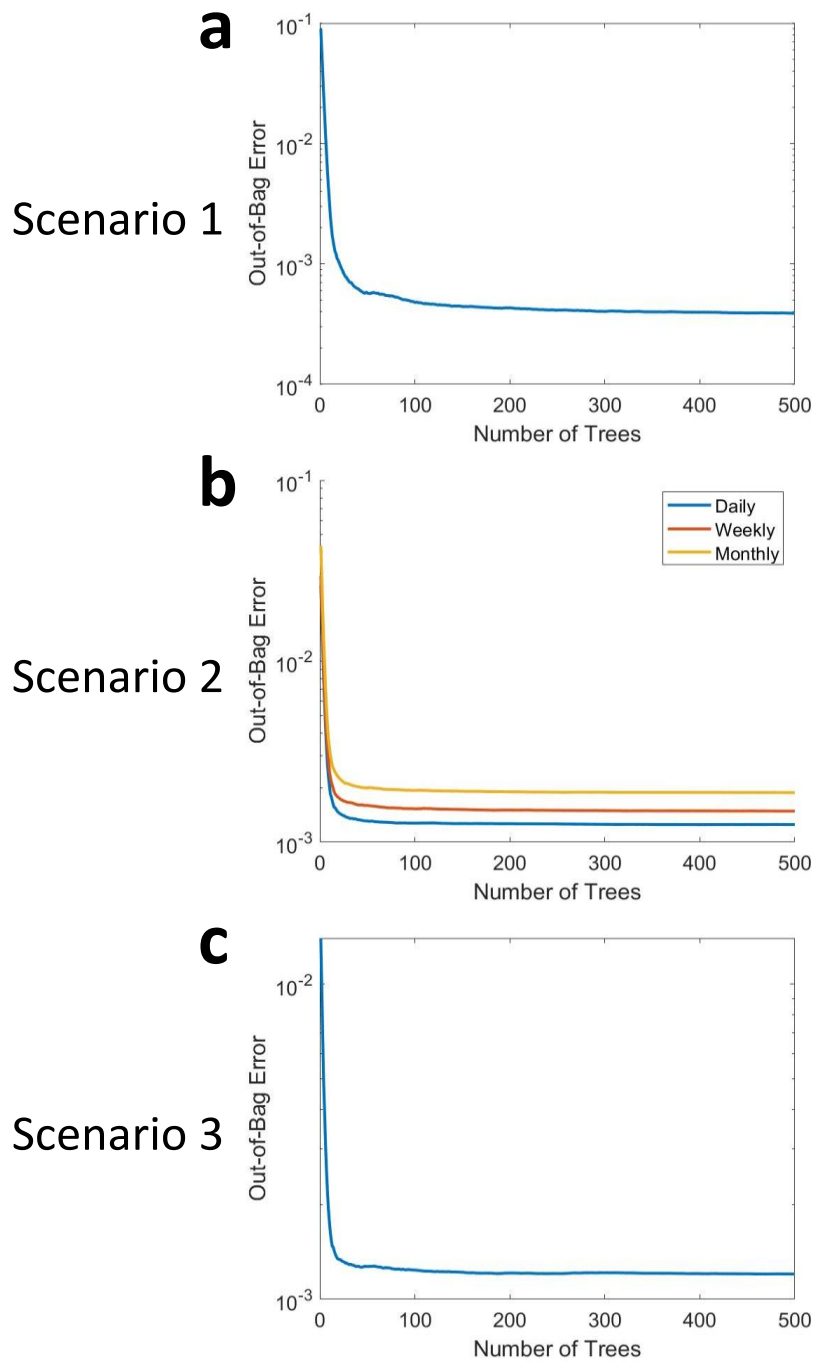 a
Scenario 1
Out-of-Bag Error
10-1
10-2
10-3
10-4
0 100 200 300 400 500
Number of Trees
b
Scenario 2
Out-of-Bag Error
10-1
10-2
10-3
Daily
Weekly
Monthly
0 100 200 300 400 500
Number of Trees
c
Scenario 3
Out-of-Bag Error
10-2
10-3
0 100 200 300 400 500
Number of Trees